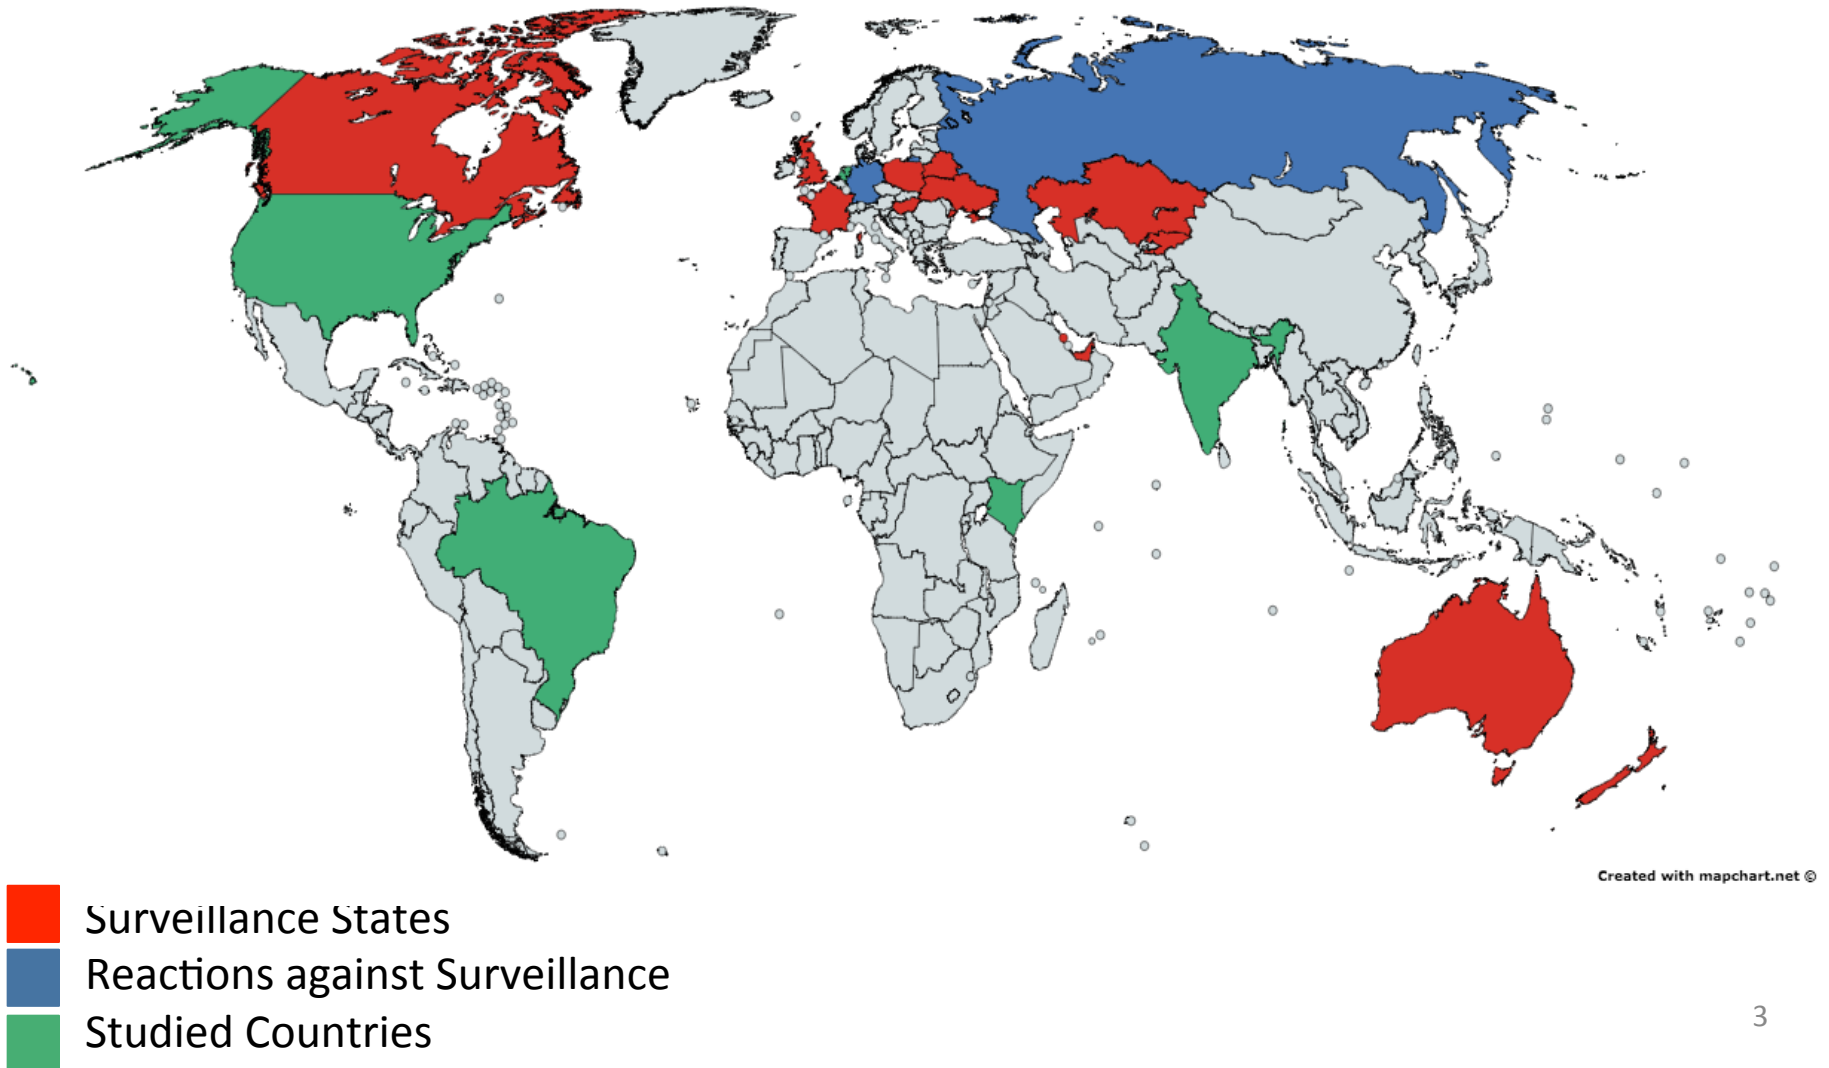 Created with mapchart.net ©
Surveillance States
Reactions against Surveillance
Studied Countries
3